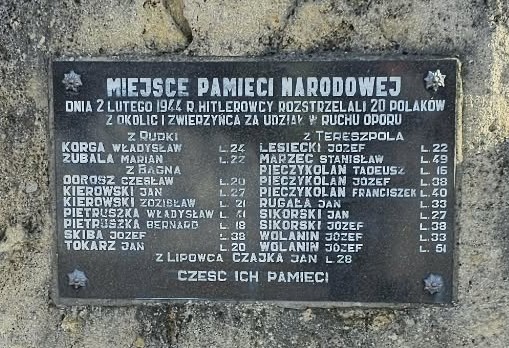 MIEJSCE PAMIĘCI NARODOWEJ
DNIA 2 LUTEGO 1944 R. HITLEROWCY ROZSTRZELALI 20 POLAKÓW
Z OKOLIC I ZWIERZYŃCA ZA UDZIAŁ W RUCHU OPORU
Z RUDKI
KORGA WŁADYSŁAW L. 24
ZUBALA MARIAN L. 22
Z BAGNA
ODROSZ CZESŁAW L. 20
KIEROWSKI JAN L. 27
KIEROWSKI ZDZISŁAW L. 21
PIETRUSZKA WŁADYSŁAW L. 41
PIETRUSZKA BERNARD L. 18
SKIBA JÓZEF L. 38
TOKARZ JAN L. 20
Z TERESZPOLA
LESIECKI JÓZEF L. 22
MARZEC STANISŁAW L. 49
PIECZYKOLAN TADEUSZ L. 16
PIECZYKOLAN JÓZEF L. 38
PIECZYKOLAN FRANCISZEK L. 40
RUGAŁA JAN L. 33
SIKORSKI JAN L. 27
SIKORSKI JÓZEF L. 38
WOLANIN JÓZEF L. 33
WOLANIN JÓZEF L. 61
Z LIPOWCA CZAJKA JAN L. 28
CZEŚĆ ICH PAMIĘCI